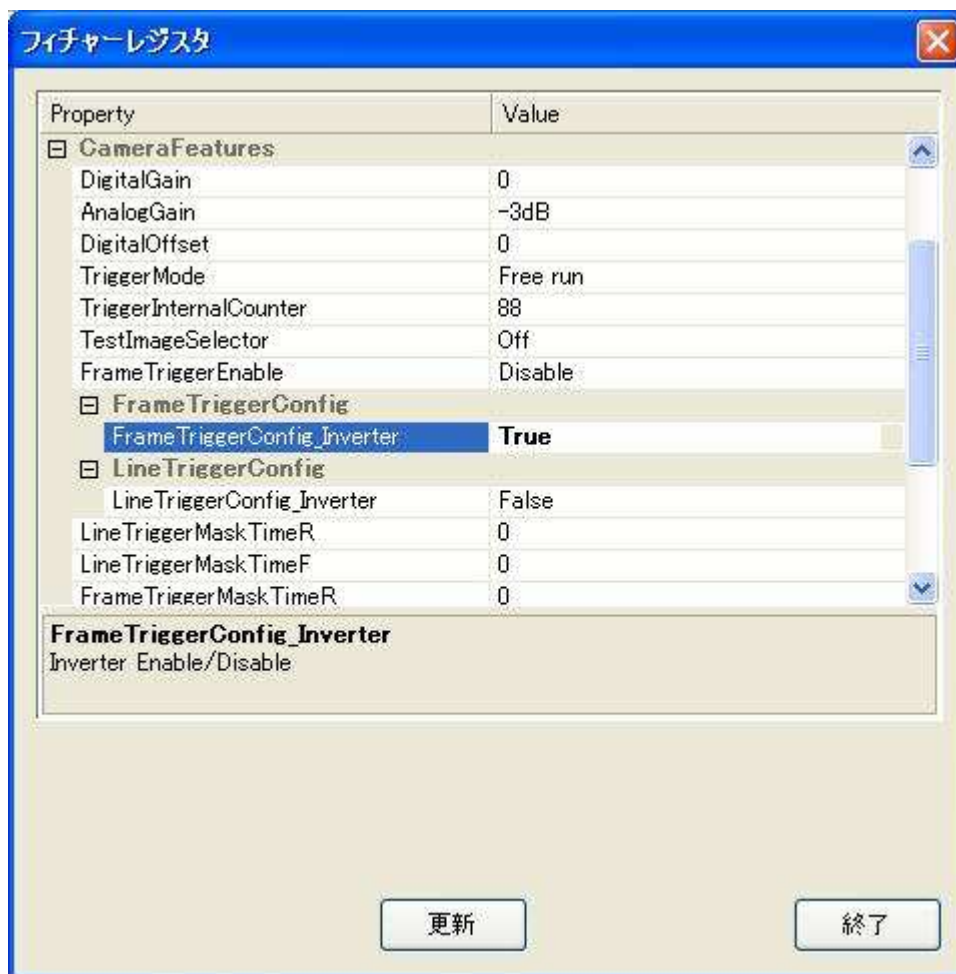 フィチャーレジスタ
Property Value
CameraFeatures
DigitalGain 0
AnalogGain -3dB
DigitalOffset 0
TriggerMode Free run
TriggerInternalCounter 88
TestImageSelector Off
FrameTriggerEnable Disable
FrameTriggerConfig
FrameTriggerConfig_Inverter True
LineTriggerConfig
LineTriggerConfig_Inverter False
LineTriggerMaskTimeR 0
LineTriggerMaskTimeF 0
FrameTriggerMaskTimeR 0
FrameTriggerConfig_Inverter
Inverter Enable/Disable
更新 終了